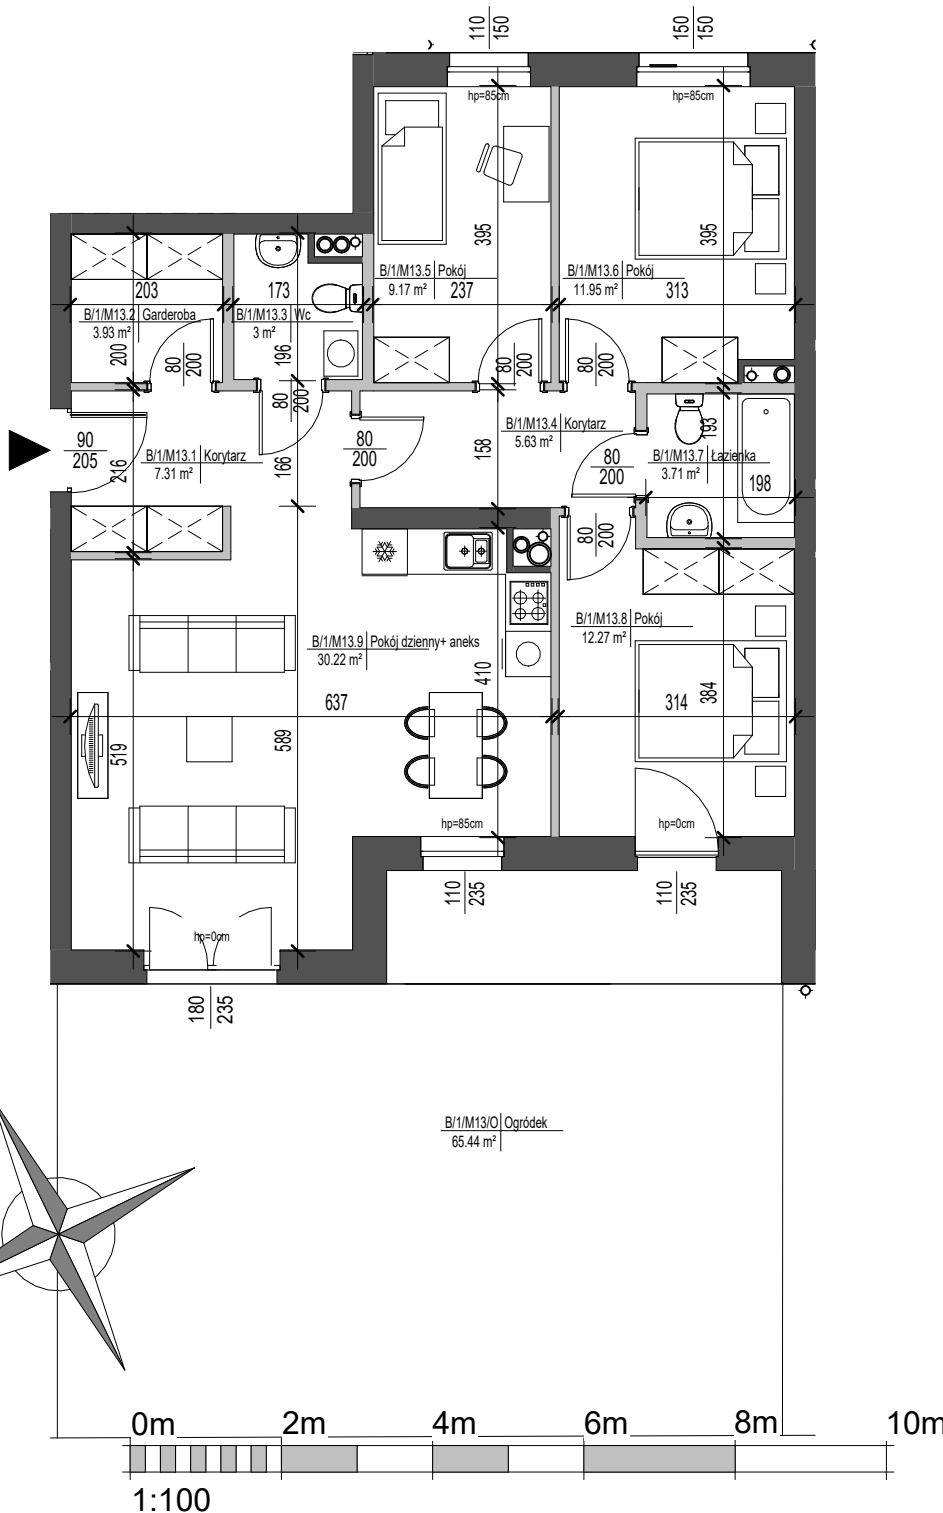 110
150
150
150
hp=85cm
hp=85cm
395
395
B/1/M13.5 Pokój
9.17 m²
237
B/1/M13.6 Pokój
11.95 m²
313
203
173
B/1/M13.2 Garderoba
3.93 m²
B/1/M13.3 Wc
3 m²
200
196
80
200
80
200
80
200
80
200
90
205
216
B/1/M13.1 Korytarz
7.31 m²
166
80
200
158
B/1/M13.4 Korytarz
5.63 m²
80
200
B/1/M13.7 Łazienka
3.71 m²
193
198
80
200
B/1/M13.9 Pokój dzienny+ aneks
30.22 m²
B/1/M13.8 Pokój
12.27 m²
410
637
314
384
519
589
hp=85cm
hp=0cm
110
235
110
235
hp=0cm
180
235
B/1/M13/O Ogródek
65.44 m²
0m 2m 4m 6m 8m 10m
1:100